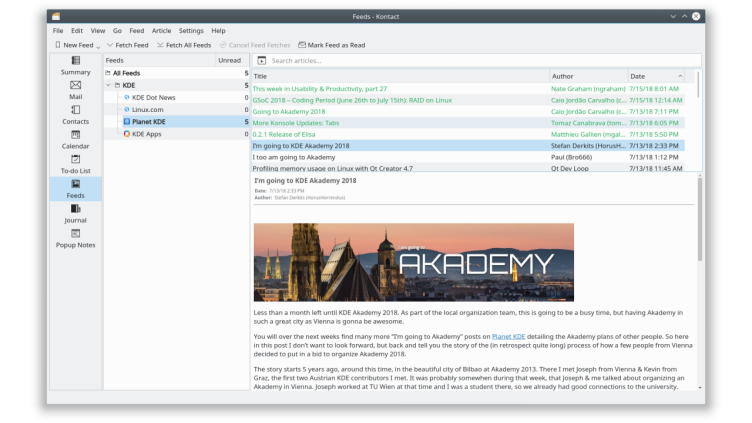 Feeds - Kontact
File Edit View Go Feed Article Settings Help
New Feed Fetch Feed Fetch All Feeds Cancel Feed Fetches Mark Feed as Read
Summary
Mail
Contacts
Calendar
To-do List
Feeds
Journal
Popup Notes
Feeds Unread
All Feeds 5
KDE 5
KDE Dot News 0
Linux.com 0
Planet KDE 5
KDE Apps 0
Search articles...
Title Author Date
This week in Usability & Productivity, part 27 Nate Graham (ngraham) 7/15/18 8:01 AM
GSoC 2018 – Coding Period (June 26th to July 15th): RAID on Linux Caio Jordão Carvalho (c... 7/15/18 12:14 AM
Going to Akademy 2018 Caio Jordão Carvalho (c... 7/13/18 7:11 PM
More Konsole Updates: Tabs Tomaz Canabrava (tom... 7/13/18 6:05 PM
0.2.1 Release of Elisa Matthieu Gallien (mgal... 7/13/18 5:50 PM
I'm going to KDE Akademy 2018 Stefan Derkits (HorusH... 7/13/18 2:33 PM
I too am going to Akademy Paul (Bro666) 7/13/18 1:12 PM
Profiling memory usage on Linux with Qt Creator 4.7 Qt Dev Loop 7/13/18 11:45 AM
I'm going to KDE Akademy 2018
Date: 7/13/18 2:33 PM
Author: Stefan Derkits (HorusHorrendus)
i am going to
AKADEMY
Less than a month left until KDE Akademy 2018. As part of the local organization team, this is going to be a busy time, but having Akademy in
such a great city as Vienna is gonna be awesome.
You will over the next weeks find many more "I'm going to Akademy" posts on Planet KDE detailing the Akademy plans of other people. So here
in this post I don't want to look forward, but back and tell you the story of the (in retrospect quite long) process of how a few people from Vienna
decided to put in a bid to organize Akademy 2018.
The story starts 5 years ago, around this time, in the beautiful city of Bilbao at Akademy 2013. There I met Joseph from Vienna & Kevin from
Graz, the first two Austrian KDE contributors I met. It was probably somewhen during that week, that Joseph & me talked about organizing an
Akademy in Vienna. Joseph worked at TU Wien at that time and I was a student there, so we already had good connections to the university.